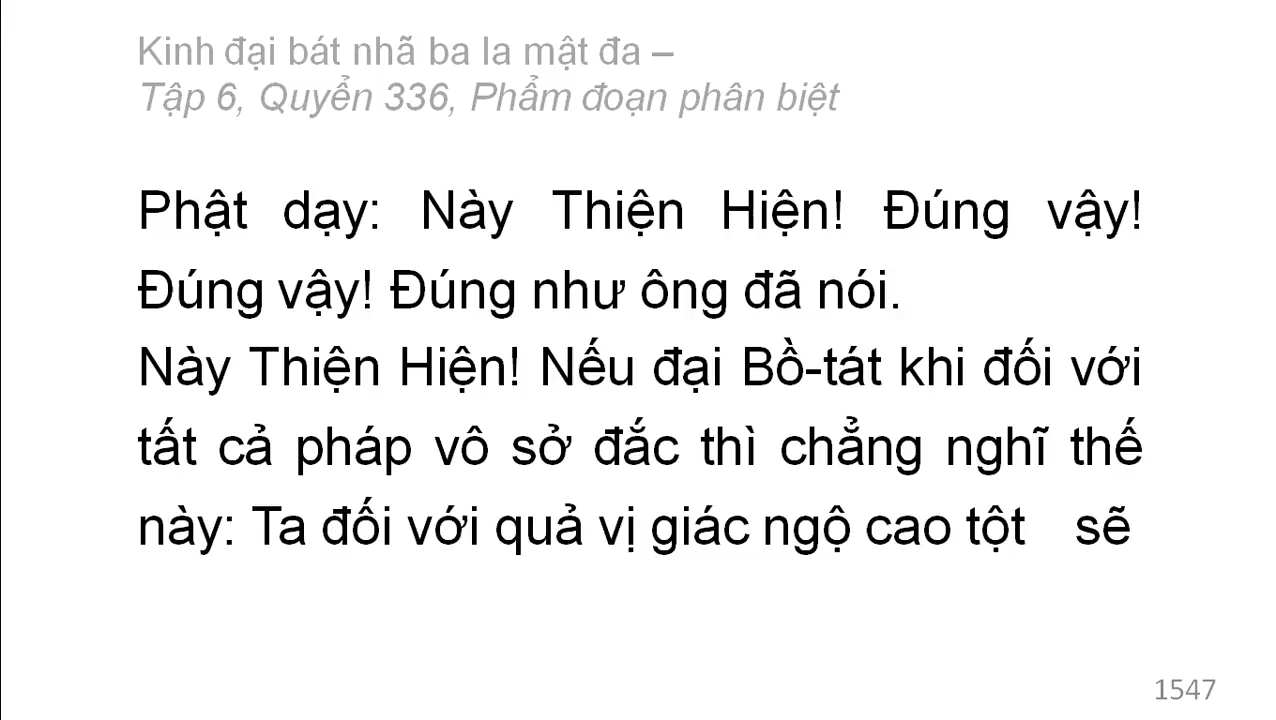 Kinh đại bát nhã ba la mật đa –
Tập 6, Quyển 336, Phẩm đoạn phân biệt
Phật dạy: Này Thiện Hiện! Đúng vậy!
Đúng vậy! Đúng như ông đã nói.
Này Thiện Hiện! Nếu đại Bồ-tát khi đối với
tất cả pháp vô sở đắc thì chẳng nghĩ thế
này: Ta đối với quả vị giác ngộ cao tột sẽ
1547